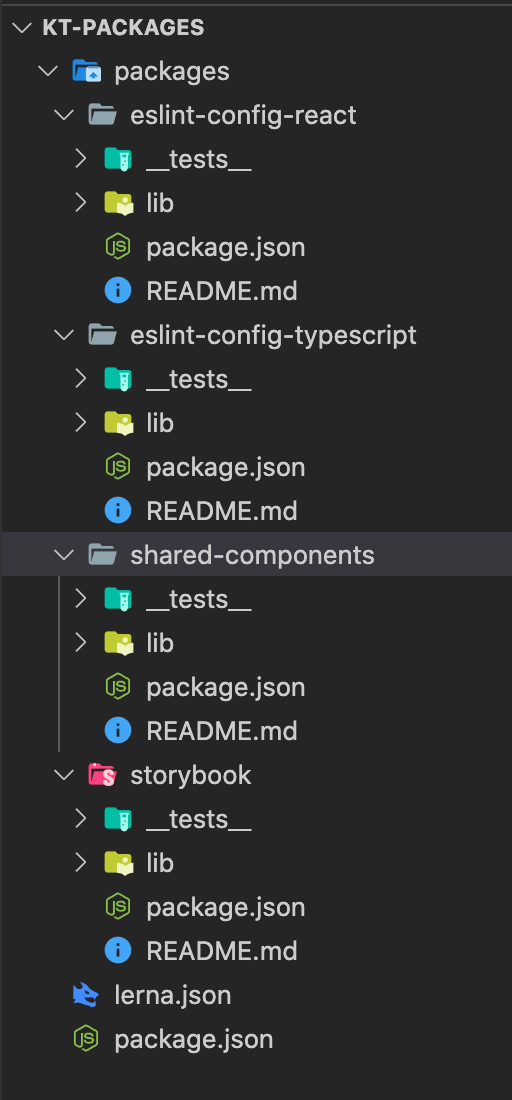 KT-PACKAGES
packages
eslint-config-react
__tests__
lib
package.json
README.md
eslint-config-typescript
__tests__
lib
package.json
README.md
shared-components
__tests__
lib
package.json
README.md
storybook
__tests__
lib
package.json
README.md
lerna.json
package.json